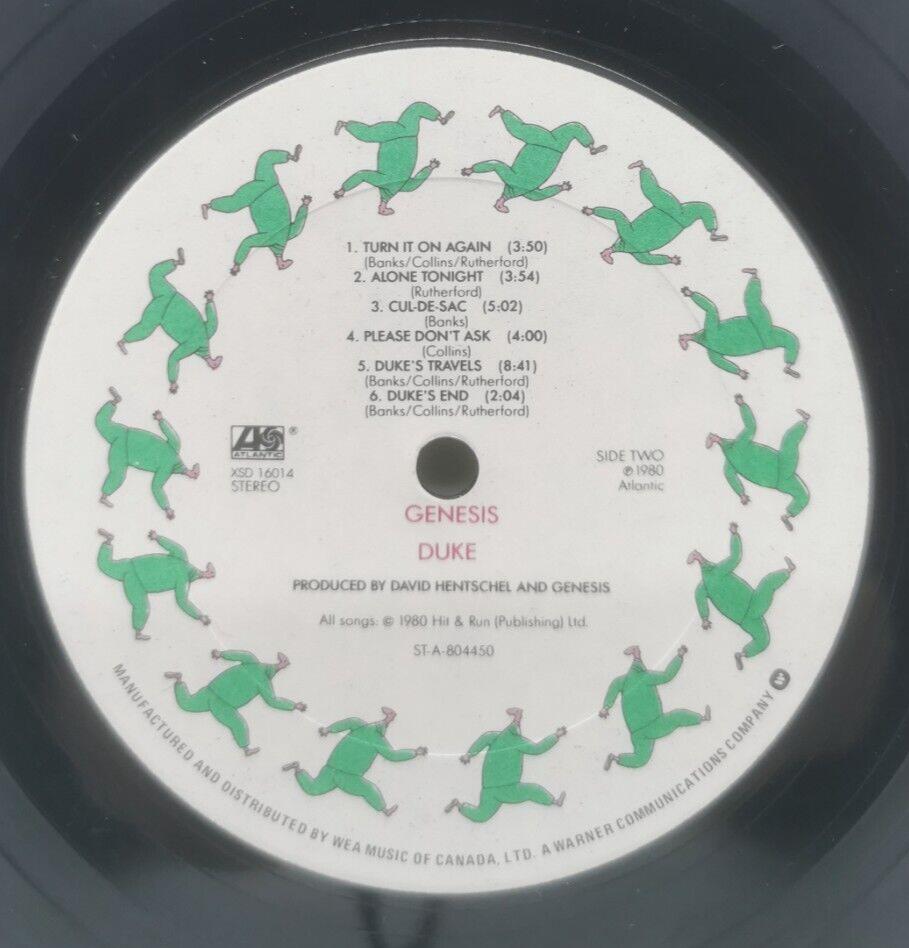 1. TURN IT ON AGAIN (3:50)
(Banks/Collins/Rutherford)
2. ALONE TONIGHT (3:54)
(Rutherford)
3. CUL-DE-SAC (5:02)
(Banks)
4. PLEASE DON'T ASK (4:00)
(Collins)
5. DUKE'S TRAVELS (8:41)
(Banks/Collins/Rutherford)
6. DUKE'S END (2:04)
(Banks/Collins/Rutherford)
ATLANTIC ®
XSD 16014
STEREO
SIDE TWO
℗ 1980
Atlantic
GENESIS
DUKE
PRODUCED BY DAVID HENTSCHEL AND GENESIS
All songs: © 1980 Hit & Run (Publishing) Ltd.
ST-A-804450
MANUFACTURED AND DISTRIBUTED BY WEA MUSIC OF CANADA, LTD. A WARNER COMMUNICATIONS COMPANY